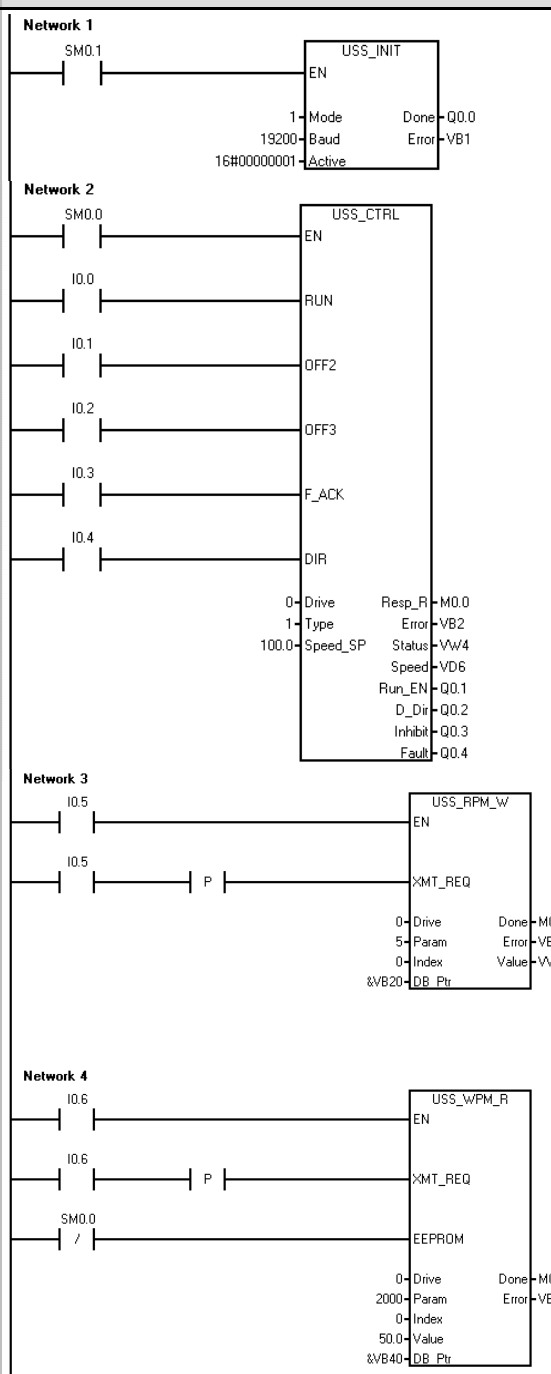 Network 1
SM0.1
USS_INIT
EN
1 Mode Done Q0.0
19200 Baud Error VB1
16#00000001 Active
Network 2
SM0.0
USS_CTRL
EN
I0.0
RUN
I0.1
OFF2
I0.2
OFF3
I0.3
F_ACK
I0.4
DIR
0 Drive Resp_R M0.0
1 Type Error VB2
100.0 Speed_SP Status VW4
Speed VD6
Run_EN Q0.1
D_Dir Q0.2
Inhibit Q0.3
Fault Q0.4
Network 3
I0.5
USS_RPM_W
EN
I0.5
P
XMT_REQ
0 Drive Done
5 Param Error
0 Index Value
&VB20 DB_Ptr
Network 4
I0.6
USS_WPM_R
EN
I0.6
P
XMT_REQ
SM0.0
/
EEPROM
0 Drive Done
2000 Param Error
0 Index
50.0 Value
&VB40 DB_Ptr